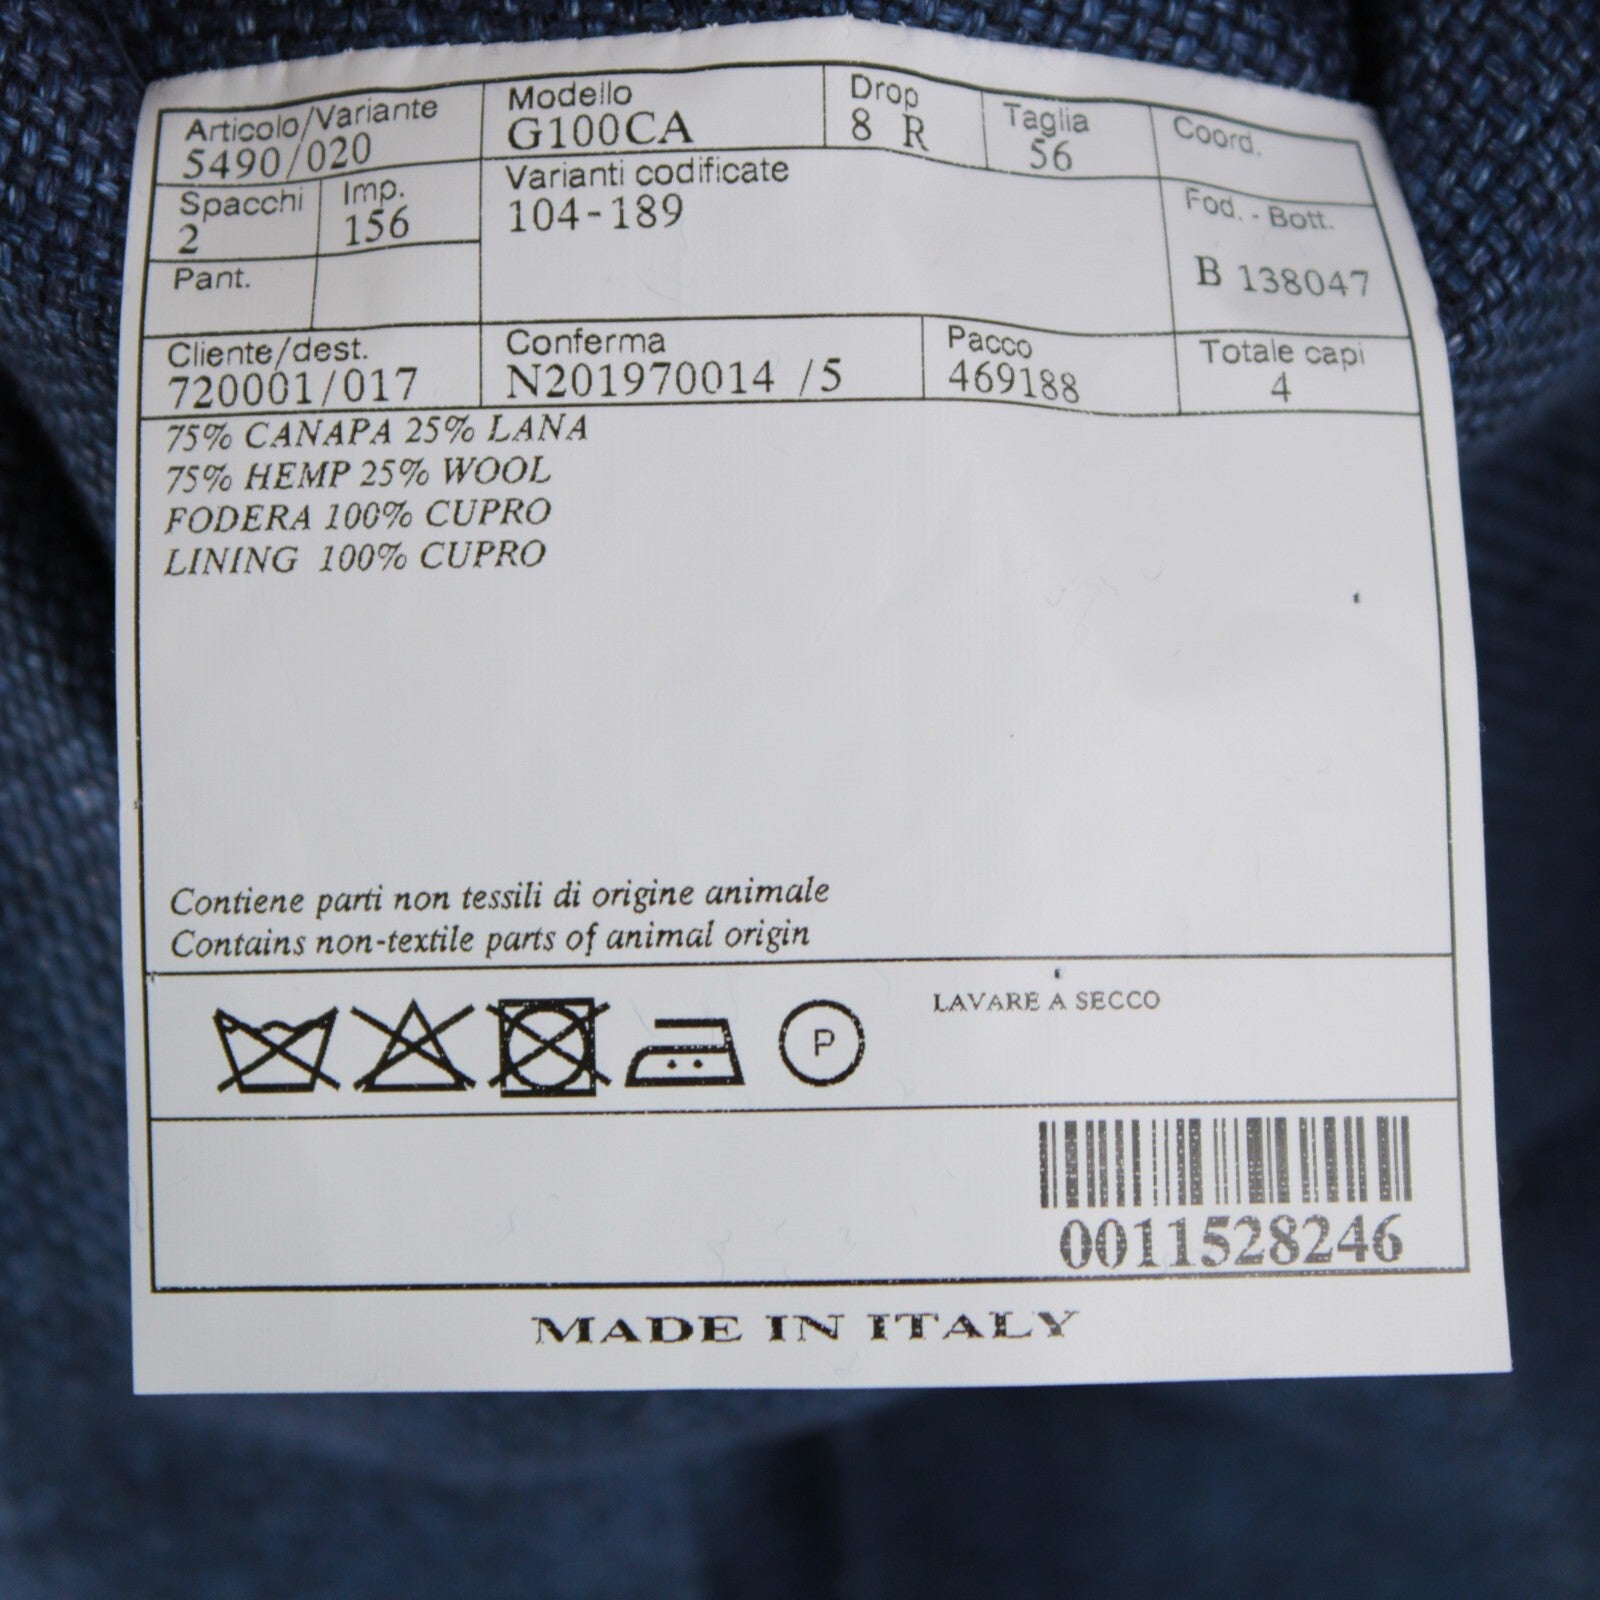 Articolo/Variante Modello Drop Taglia Coord.
5490/020 G100CA 8 R 56
Spacchi Imp. Varianti codificate Fod. - Bott.
2 156 104-189 B 138047
Pant.
Cliente/dest. Conferma Pacco Totale capi
720001/017 N201970014 /5 469188 4
75% CANAPA 25% LANA
75% HEMP 25% WOOL
FODERA 100% CUPRO
LINING 100% CUPRO
Contiene parti non tessili di origine animale
Contains non-textile parts of animal origin
P LAVARE A SECCO
0011528246
MADE IN ITALY